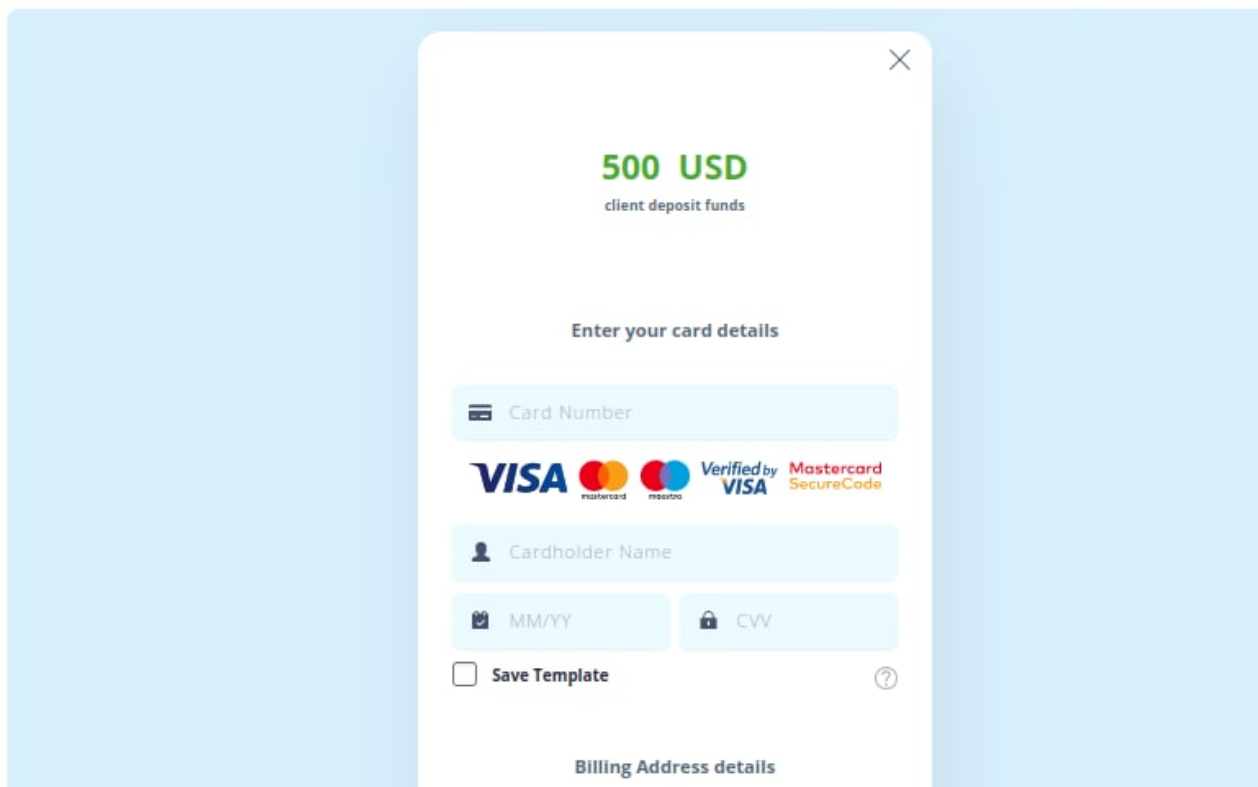 500 USD
client deposit funds
Enter your card details
Card Number
VISA mastercard maestro Verified by VISA Mastercard SecureCode
Cardholder Name
MM/YY CVV
Save Template ?
Billing Address details